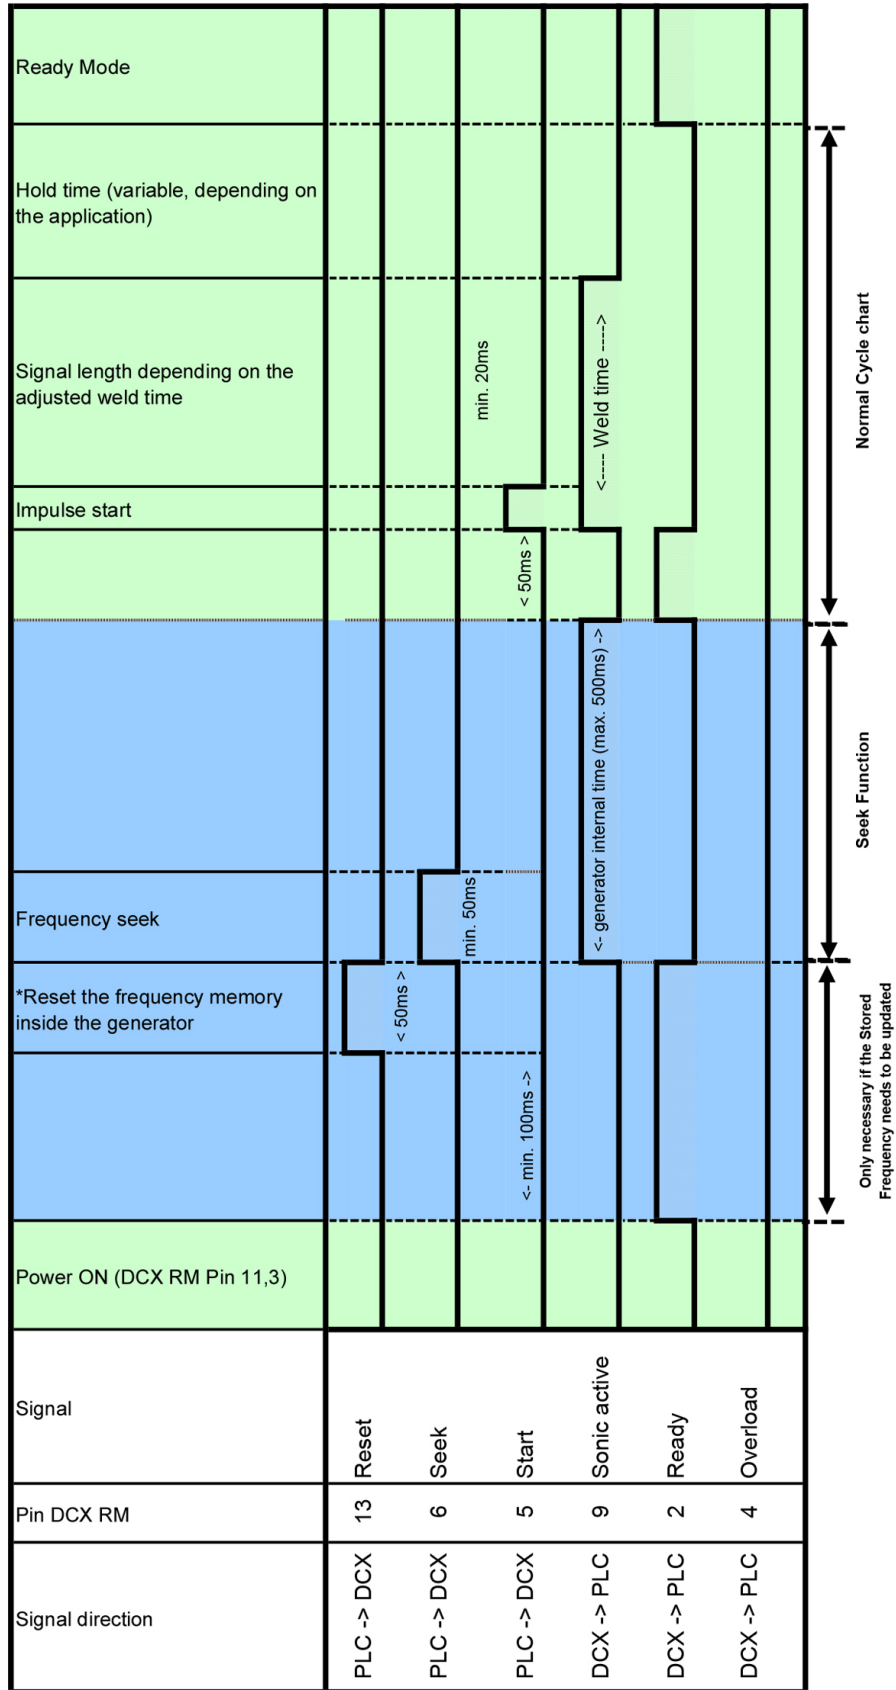 Ready Mode
Hold time (variable, depending on
the application)
Signal length depending on the
adjusted weld time
min. 20ms
<---- Weld time ---->
Impulse start
< 50ms >
Normal Cycle chart
<- generator internal time (max. 500ms) ->
Seek Function
Frequency seek
min. 50ms
*Reset the frequency memory
inside the generator
< 50ms >
<- min. 100ms ->
Only necessary if the Stored
Frequency needs to be updated
Power ON (DCX RM Pin 11,3)
Signal
Reset
Seek
Start
Sonic active
Ready
Overload
Pin DCX RM
13
6
5
9
2
4
Signal direction
PLC -> DCX
PLC -> DCX
PLC -> DCX
DCX -> PLC
DCX -> PLC
DCX -> PLC